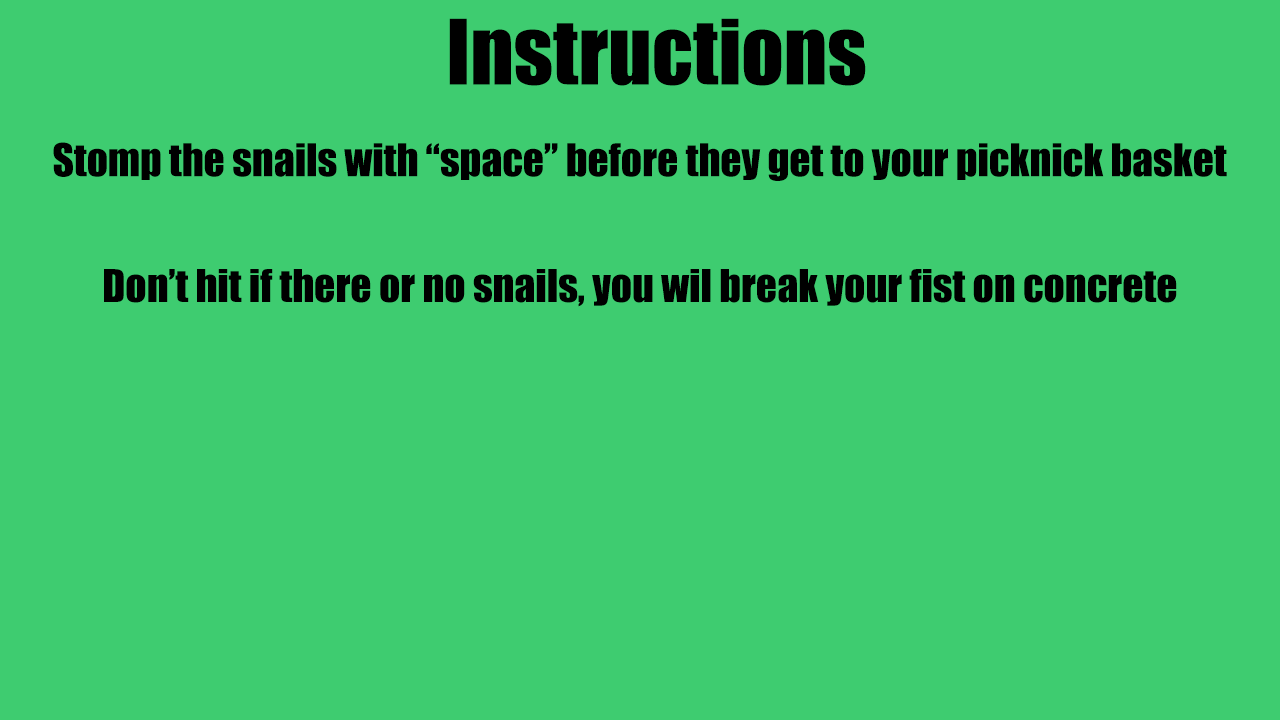 Instructions
Stomp the snails with “space” before they get to your picknick basket
Don’t hit if there or no snails, you wil break your fist on concrete